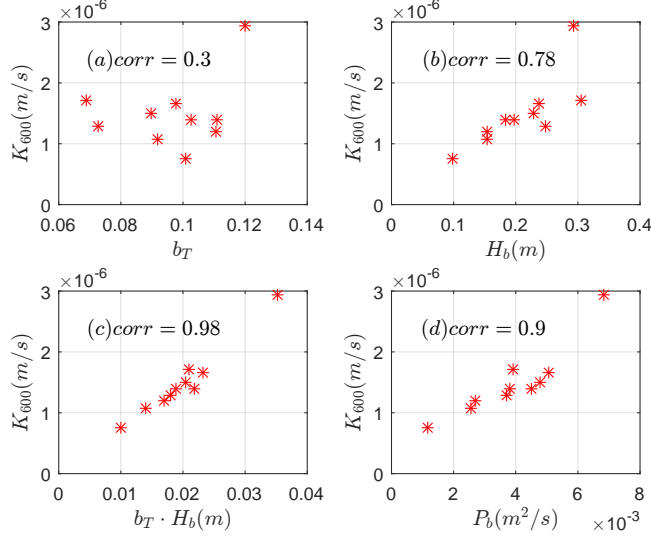 ×10⁻⁶ ×10⁻⁶
3 3
(a)corr = 0.3 (b)corr = 0.78
2 2
K₆₀₀(m/s) K₆₀₀(m/s)
1 1
0 0
0.06 0.08 0.1 0.12 0.14 0 0.1 0.2 0.3 0.4
b_T H_b(m)
×10⁻⁶ ×10⁻⁶
3 3
(c)corr = 0.98 (d)corr = 0.9
2 2
K₆₀₀(m/s) K₆₀₀(m/s)
1 1
0 0
0 0.01 0.02 0.03 0.04 2 4 6 8
b_T · H_b(m) P_b(m²/s) ×10⁻³